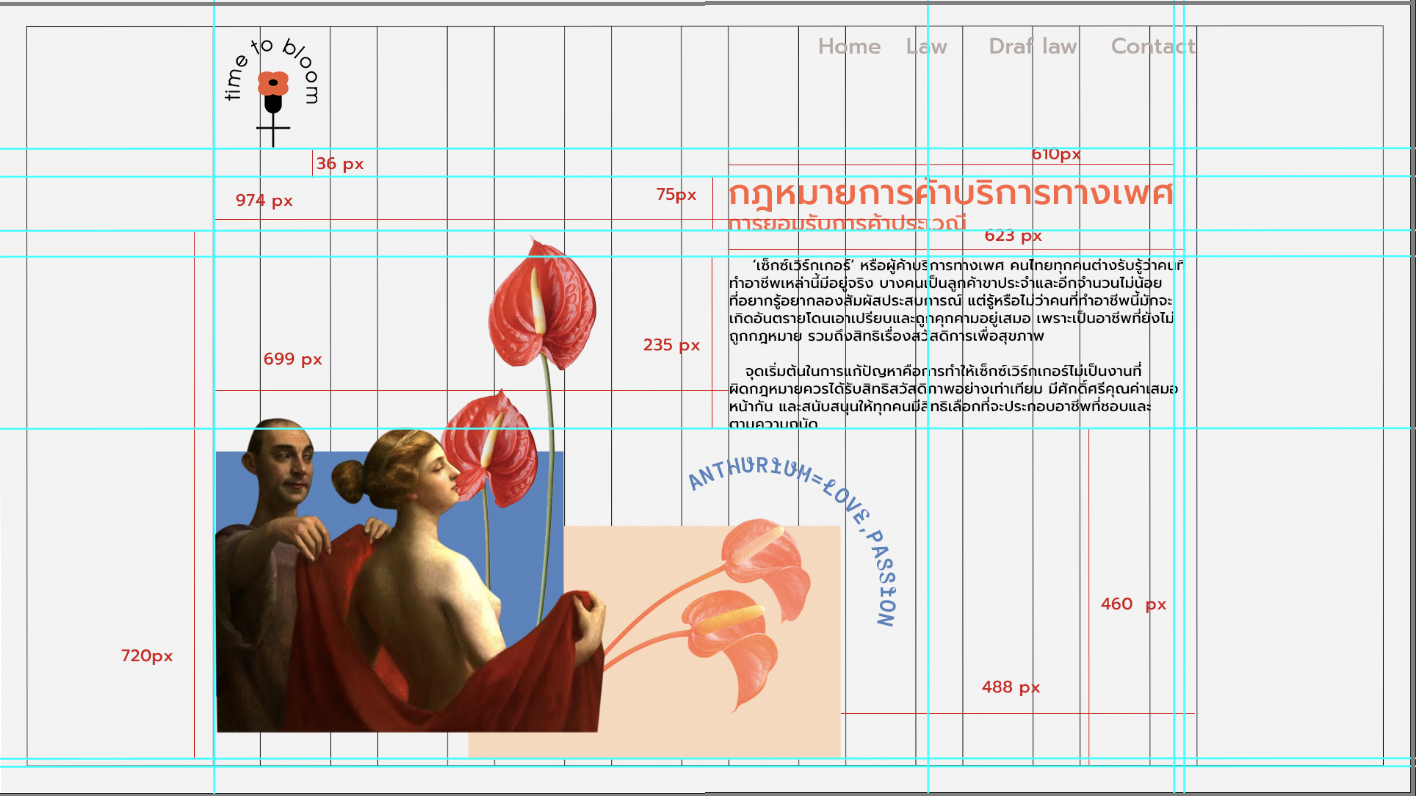 time to bloom
Home Law Draf law Contact
36 px
610px
974 px
75px
กฎหมายการค้าบริการทางเพศ
การยอมรับการค้าประเวณี
623 px
'เซ็กซ์เวิร์กเกอร์' หรือผู้ค้าบริการทางเพศ คนไทยทุกคนต่างรับรู้ว่าคนที่
ทำอาชีพเหล่านี้มีอยู่จริง บางคนเป็นลูกค้าขาประจำและอีกจำนวนไม่น้อย
ที่อยากรู้อยากลองสัมผัสประสบการณ์ แต่รู้หรือไม่ว่าคนที่ทำอาชีพนี้มักจะ
เกิดอันตรายโดนเอาเปรียบและถูกคุกคามอยู่เสมอ เพราะเป็นอาชีพที่ยังไม่
ถูกกฎหมาย รวมถึงสิทธิเรื่องสวัสดิการเพื่อสุขภาพ
235 px
699 px
จุดเริ่มต้นในการแก้ปัญหาคือการทำให้เซ็กซ์เวิร์กเกอร์ไม่เป็นงานที่
ผิดกฎหมายควรได้รับสิทธิสวัสดิภาพอย่างเท่าเทียม มีศักดิ์ศรีคุณค่าเสมอ
หน้ากัน และสนับสนุนให้ทุกคนมีสิทธิเลือกที่จะประกอบอาชีพที่ชอบและ
ตามความถนัด
ANTHURIUM=LOVE,PASSION
460 px
720px
488 px